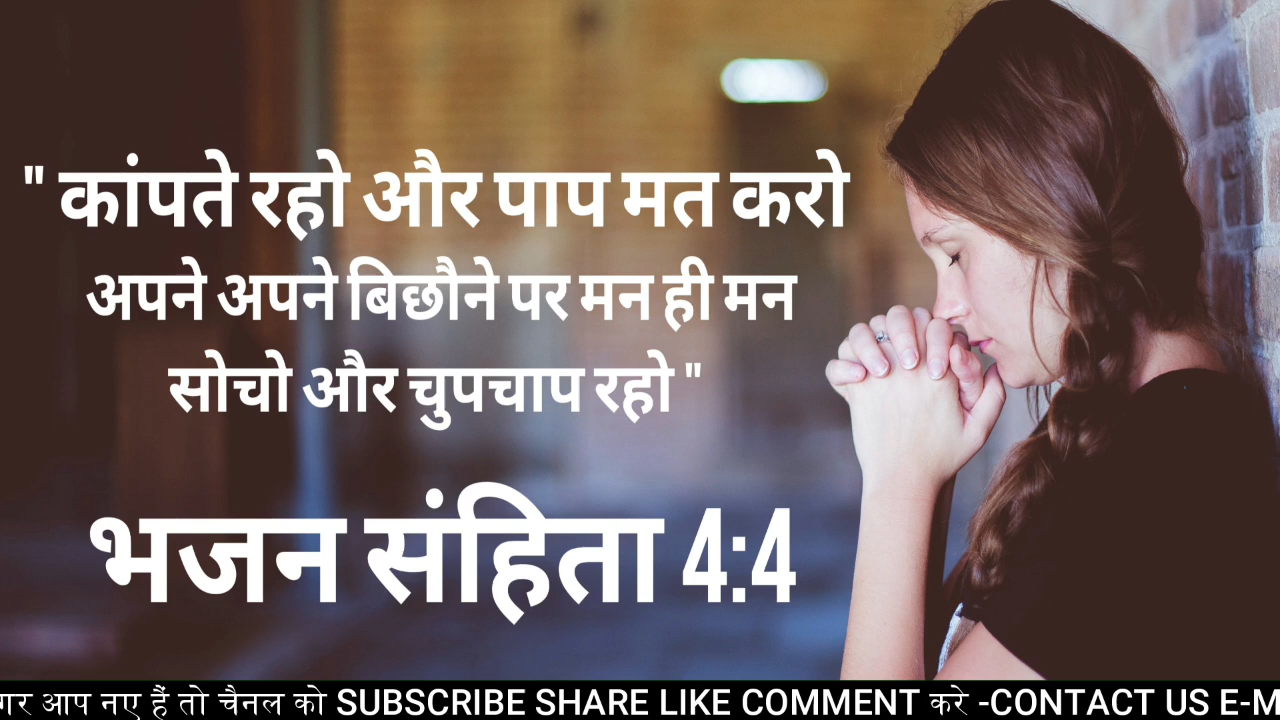 " कांपते रहो और पाप मत करो
अपने अपने बिछौने पर मन ही मन
सोचो और चुपचाप रहो "
भजन संहिता 4:4
गर आप नए हैं तो चैनल को SUBSCRIBE SHARE LIKE COMMENT करे -CONTACT US E-M